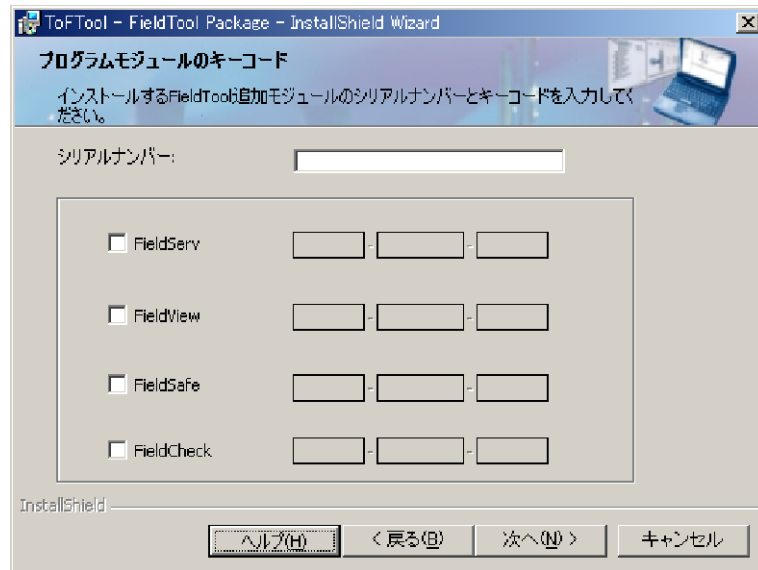 ToFTool - FieldTool Package - InstallShield Wizard
プログラムモジュールのキーコード
インストールするFieldTool追加モジュールのシリアルナンバーとキーコードを入力してく
ださい。
シリアルナンバー:
FieldServ - -
FieldView - -
FieldSafe - -
FieldCheck - -
InstallShield
ヘルプ(H) < 戻る(B) 次へ(N) > キャンセル